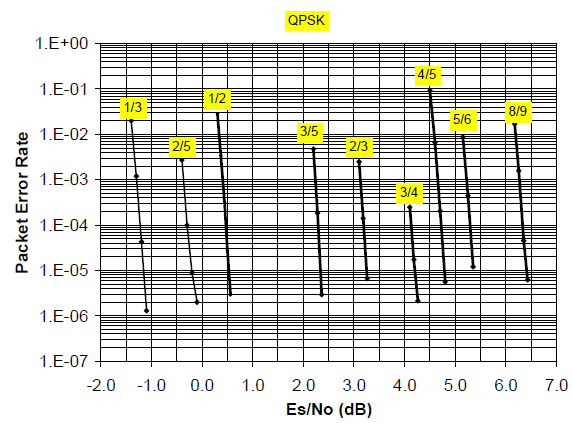 QPSK
1.E+00
1.E-01
1.E-02
1.E-03
1.E-04
1.E-05
1.E-06
1.E-07
Packet Error Rate
1/3
2/5
1/2
3/5
2/3
3/4
4/5
5/6
8/9
-2.0 -1.0 0.0 1.0 2.0 3.0 4.0 5.0 6.0 7.0
Es/No (dB)